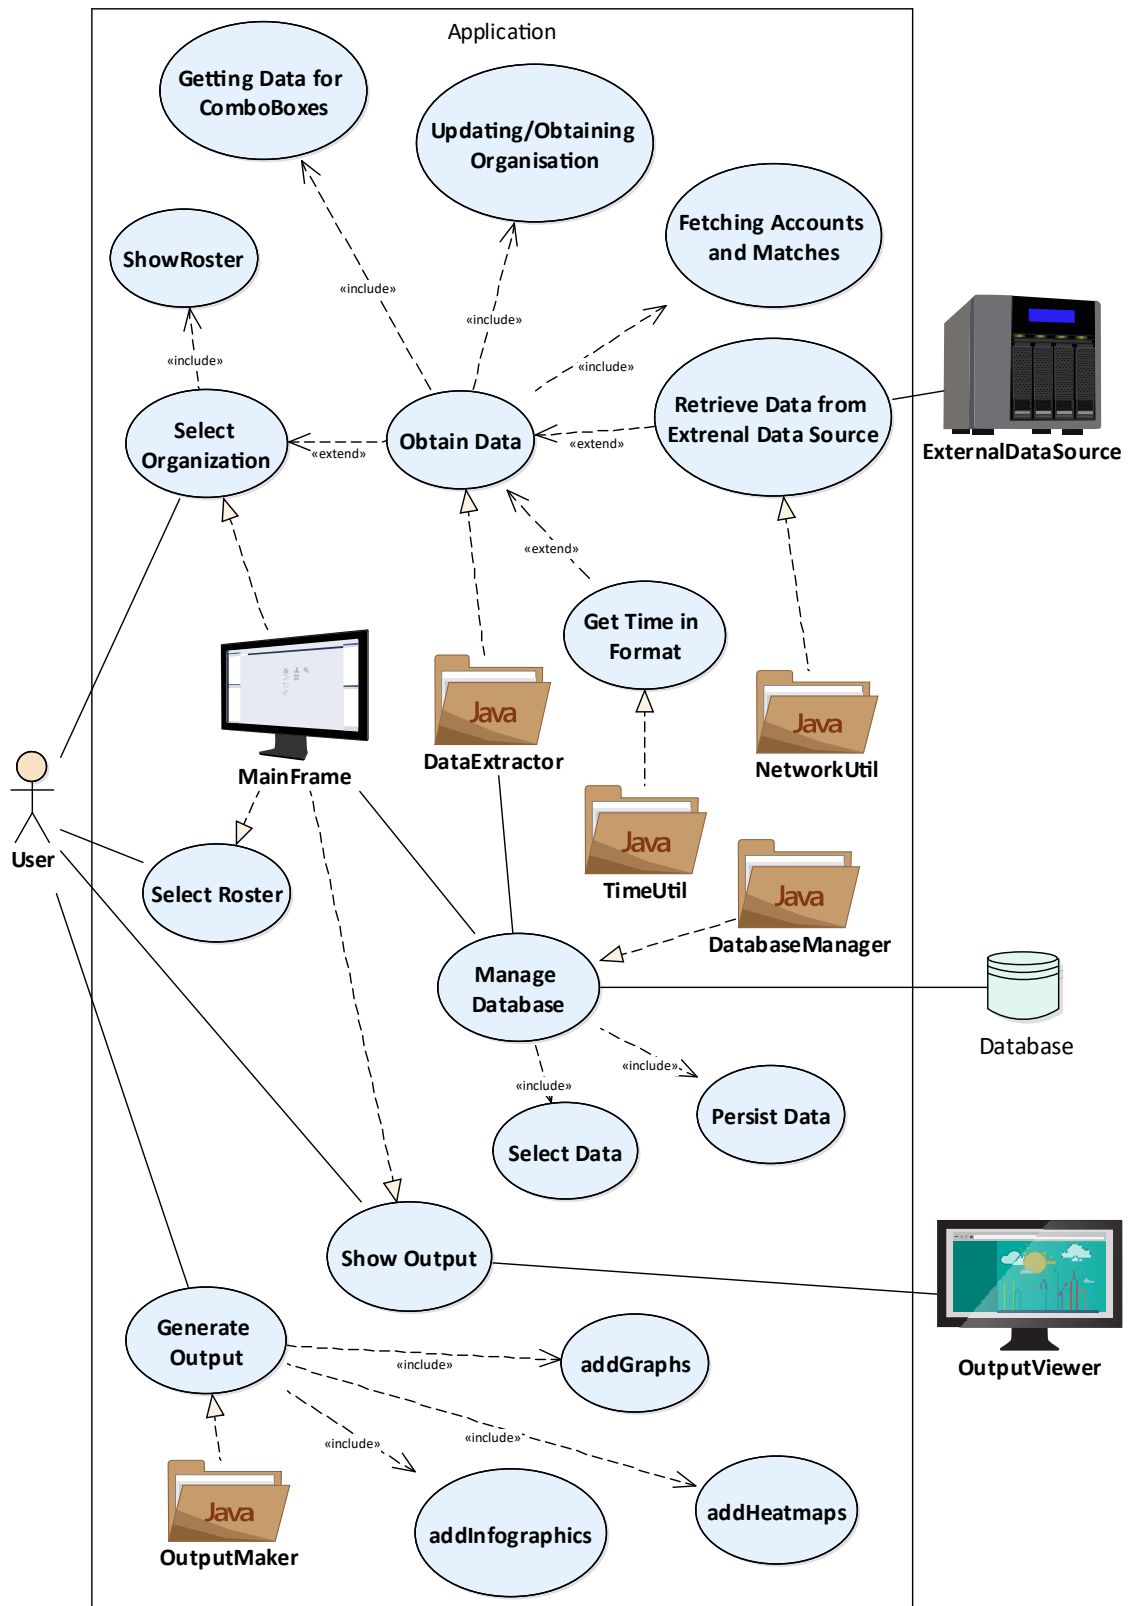 Application
Getting Data for
ComboBoxes
Updating/Obtaining
Organisation
Fetching Accounts
and Matches
ShowRoster
«include»
«include»
«include»
«include»
Select
Organization
«extend»
Obtain Data
«extend»
Retrieve Data from
Extrenal Data Source
ExternalDataSource
«extend»
Get Time in
Format
MainFrame
Java
DataExtractor
Java
NetworkUtil
Java
TimeUtil
Java
DatabaseManager
User
Select Roster
Manage
Database
Database
«include»
«include»
Select Data
Persist Data
Show Output
OutputViewer
Generate
Output
«include»
addGraphs
«include»
«include»
Java
OutputMaker
addInfographics
addHeatmaps